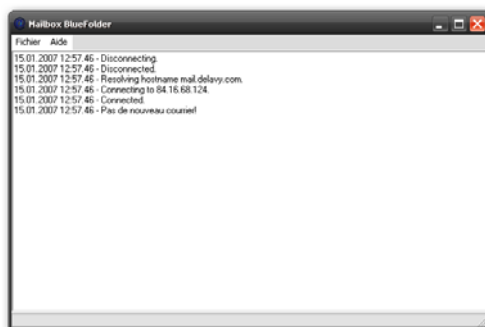 Mailbox BlueFolder
Fichier Aide
15.01.2007 12:57.46 - Disconnecting.
15.01.2007 12:57.46 - Disconnected.
15.01.2007 12:57.46 - Resolving hostname mail.delavy.com.
15.01.2007 12:57.46 - Connecting to 84.16.68.124.
15.01.2007 12:57.46 - Connected.
15.01.2007 12:57.46 - Pas de nouveau courrier!